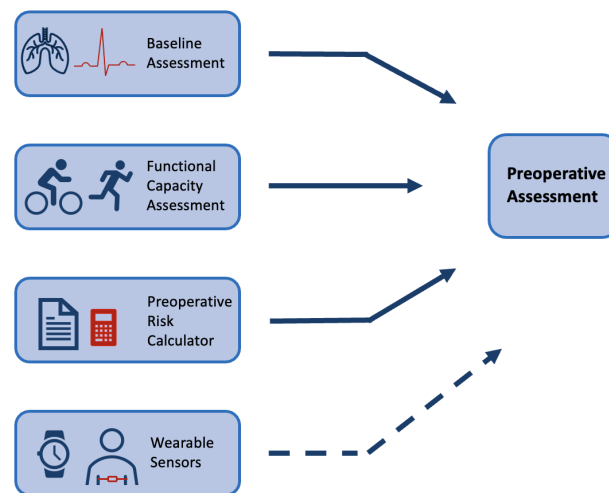 Baseline
Assessment
Functional
Capacity
Assessment
Preoperative
Risk
Calculator
Wearable
Sensors
Preoperative
Assessment